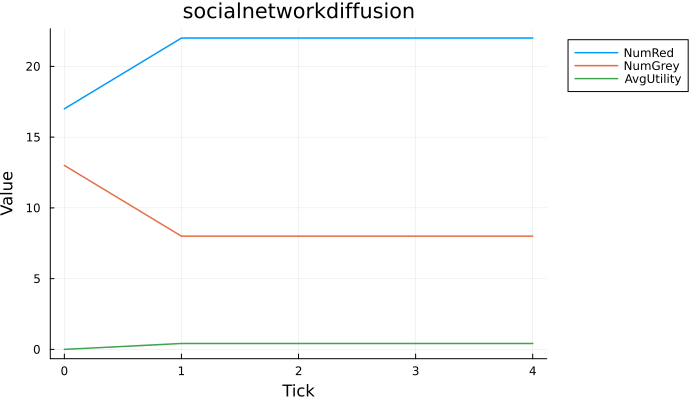 socialnetworkdiffusion
NumRed
NumGrey
AvgUtility
20
15
10
5
0
Value
0 1 2 3 4
Tick